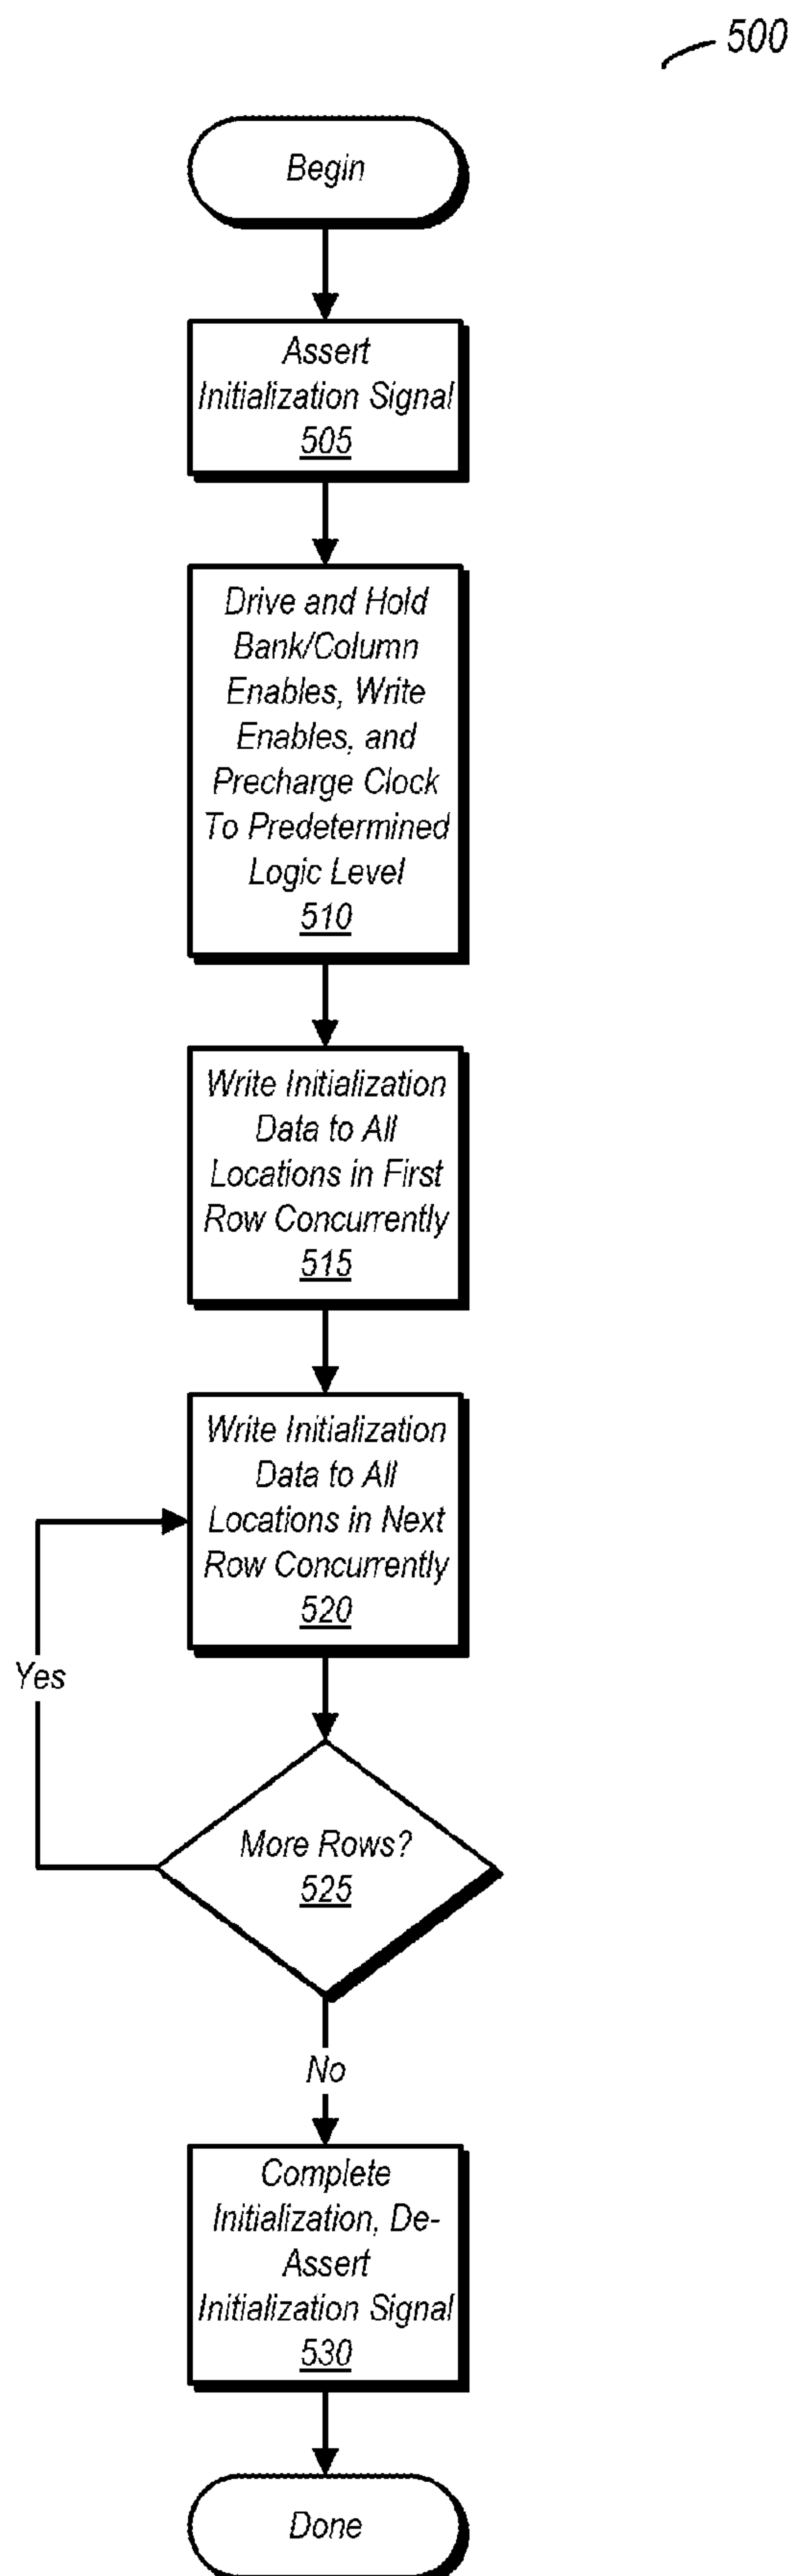 500
Begin
Assert
Initialization Signal
505
Drive and Hold
Bank/Column
Enables, Write
Enables, and
Precharge Clock
To Predetermined
Logic Level
510
Write Initialization
Data to All
Locations in First
Row Concurrently
515
Write Initialization
Data to All
Locations in Next
Row Concurrently
520
Yes
More Rows?
525
No
Complete
Initialization, De-
Assert
Initialization Signal
530
Done